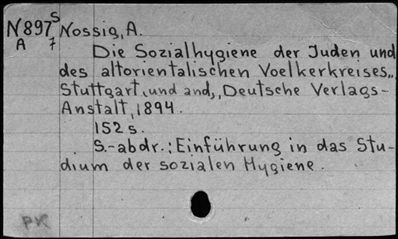 N897S Nossig, A.
A 7
Die Sozialhygiene der Juden und
des altorientalischen Voelkerkreises,,
Stuttgart, und and, "Deutsche Verlags-
Anstalt, 1894.
152 s.
S.-abdr.: Einführung in das Stu-
dium der sozialen Hygiene.
PK